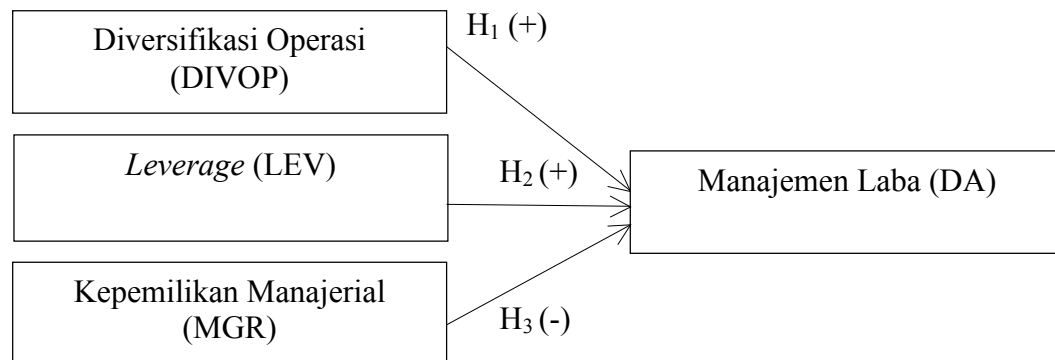 Diversifikasi Operasi
(DIVOP)
H₁ (+)
Leverage (LEV)
H₂ (+)
Manajemen Laba (DA)
Kepemilikan Manajerial
(MGR)
H₃ (-)